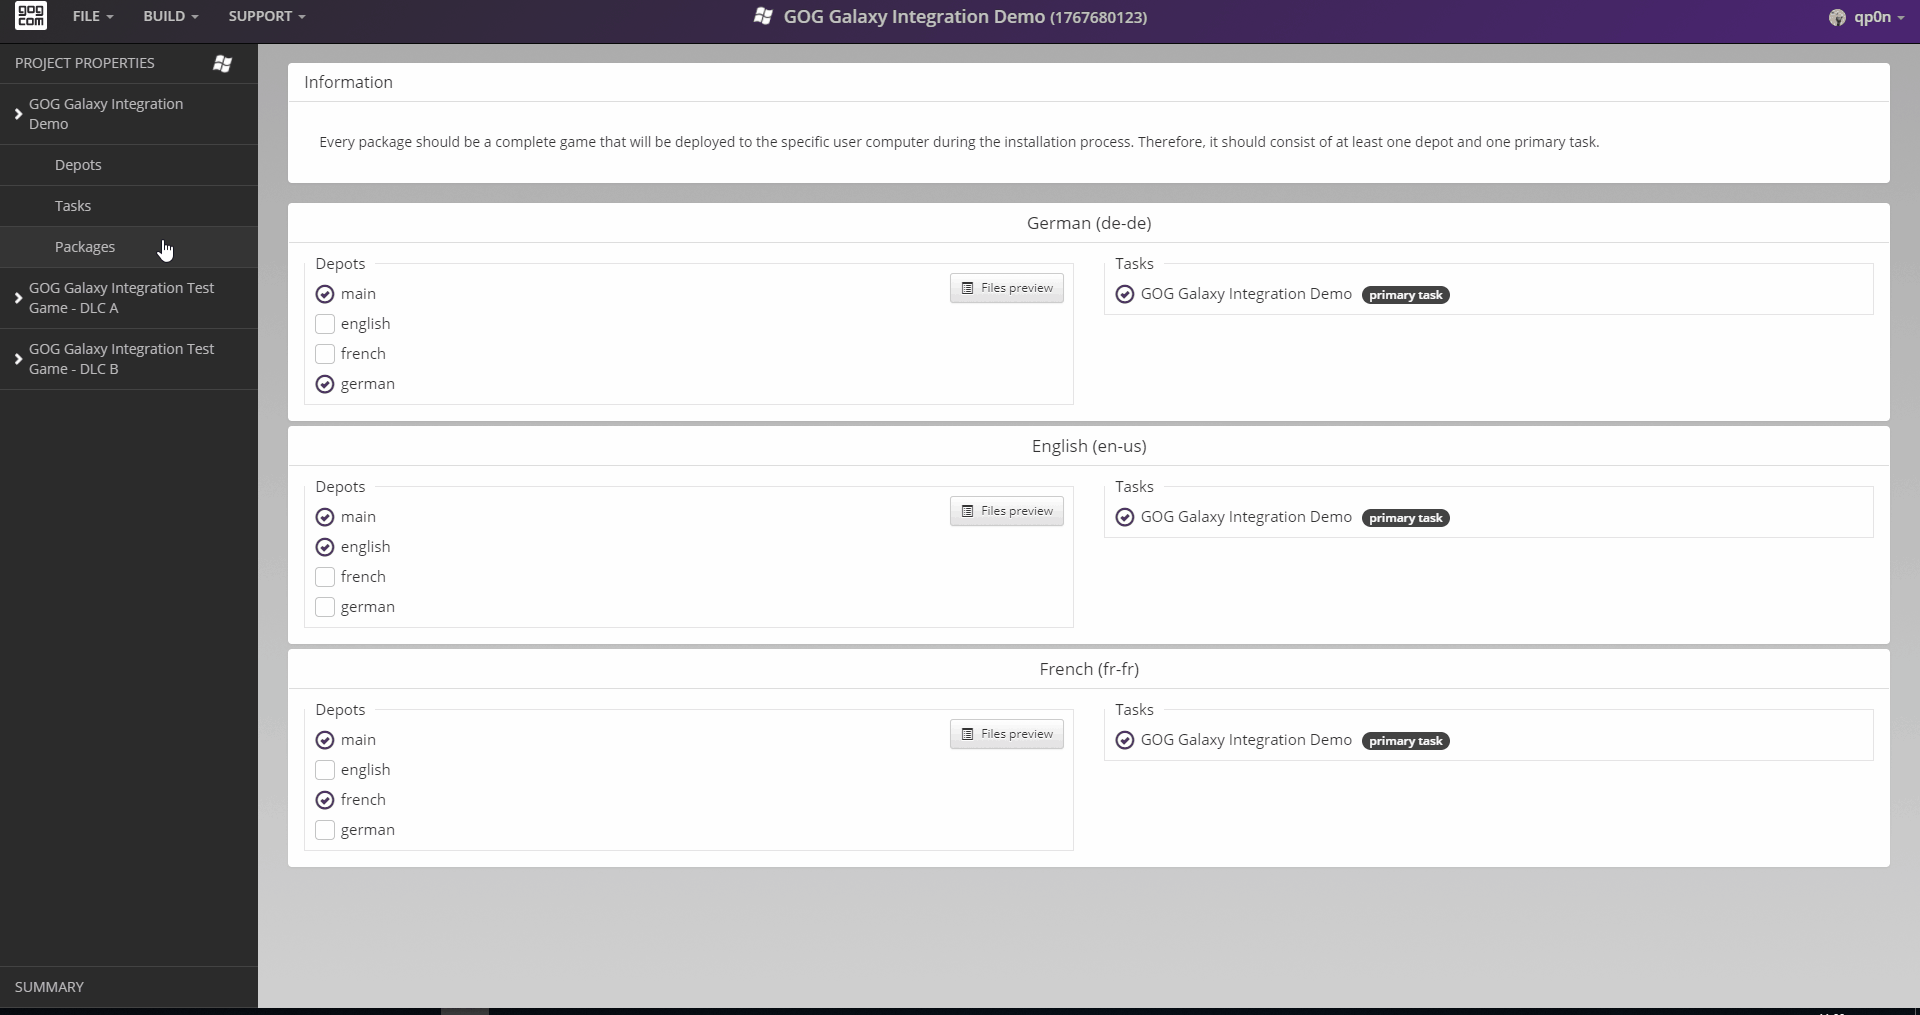 gog
com
FILE
BUILD
SUPPORT
GOG Galaxy Integration Demo (1767680123)
qp0n
PROJECT PROPERTIES
GOG Galaxy Integration
Demo
Depots
Tasks
Packages
GOG Galaxy Integration Test
Game - DLC A
GOG Galaxy Integration Test
Game - DLC B
SUMMARY
Information
Every package should be a complete game that will be deployed to the specific user computer during the installation process. Therefore, it should consist of at least one depot and one primary task.
German (de-de)
Depots
main
english
french
german
Files preview
Tasks
GOG Galaxy Integration Demo primary task
English (en-us)
Depots
main
english
french
german
Files preview
Tasks
GOG Galaxy Integration Demo primary task
French (fr-fr)
Depots
main
english
french
german
Files preview
Tasks
GOG Galaxy Integration Demo primary task